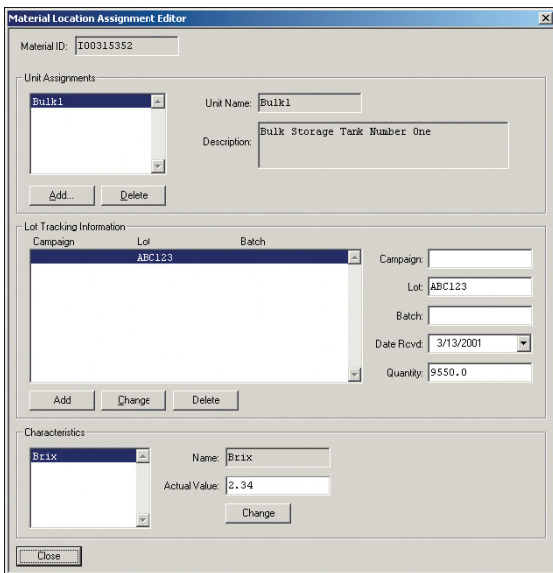 Material Location Assignment Editor
Material ID: I00315352
Unit Assignments
Bulk1
Unit Name: Bulk1
Description: Bulk Storage Tank Number One
Add... Delete
Lot Tracking Information
Campaign Lot Batch
ABC123
Campaign:
Lot: ABC123
Batch:
Date Rcvd: 3/13/2001
Quantity: 9550.0
Add Change Delete
Characteristics
Brix
Name: Brix
Actual Value: 2.34
Change
Close